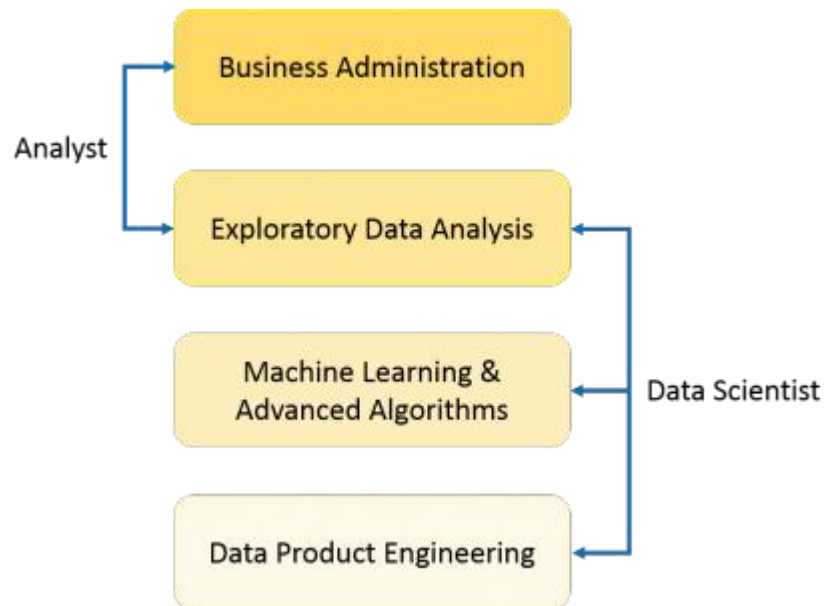 Business Administration
Analyst
Exploratory Data Analysis
Machine Learning &
Advanced Algorithms
Data Scientist
Data Product Engineering